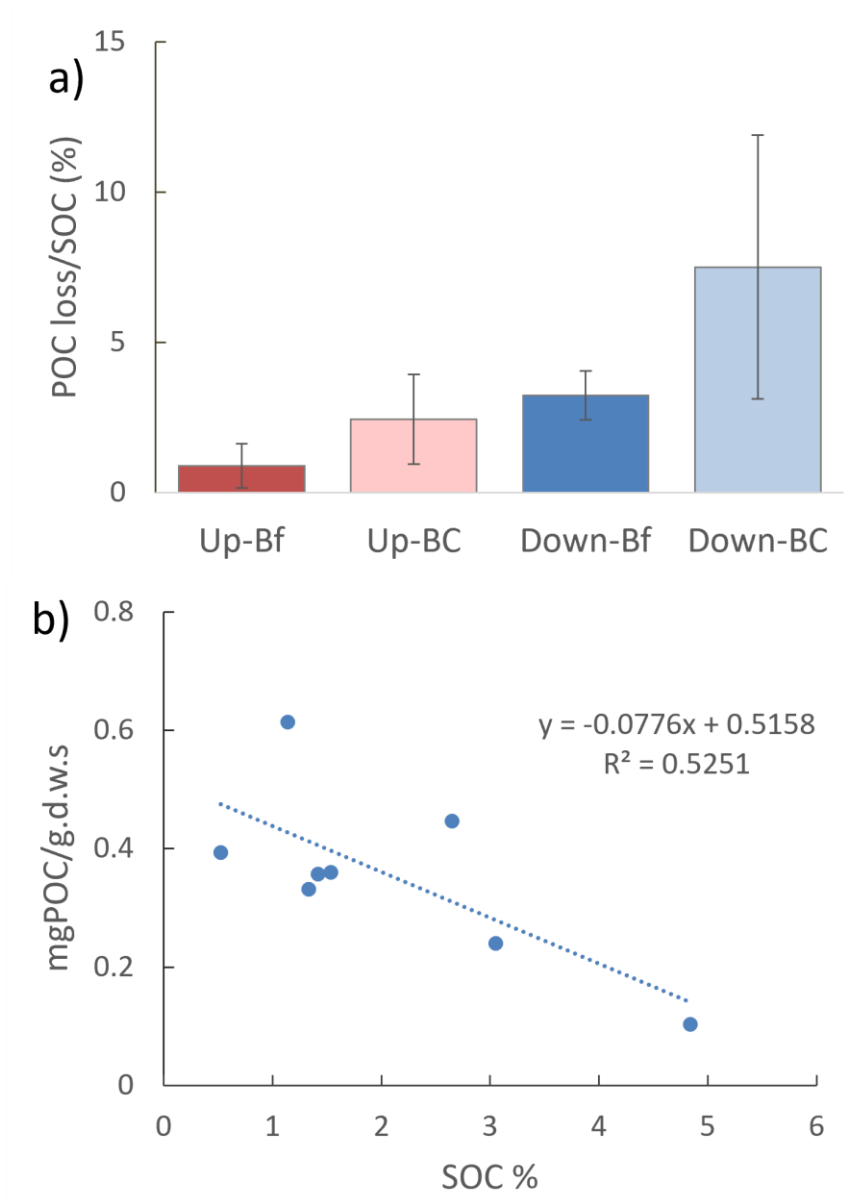 a)
POC loss/SOC (%)
15
10
5
0
Up-Bf Up-BC Down-Bf Down-BC
b)
mgPOC/g.d.w.s
0.8
0.6
0.4
0.2
0
y = -0.0776x + 0.5158
R² = 0.5251
0 1 2 3 4 5 6
SOC %